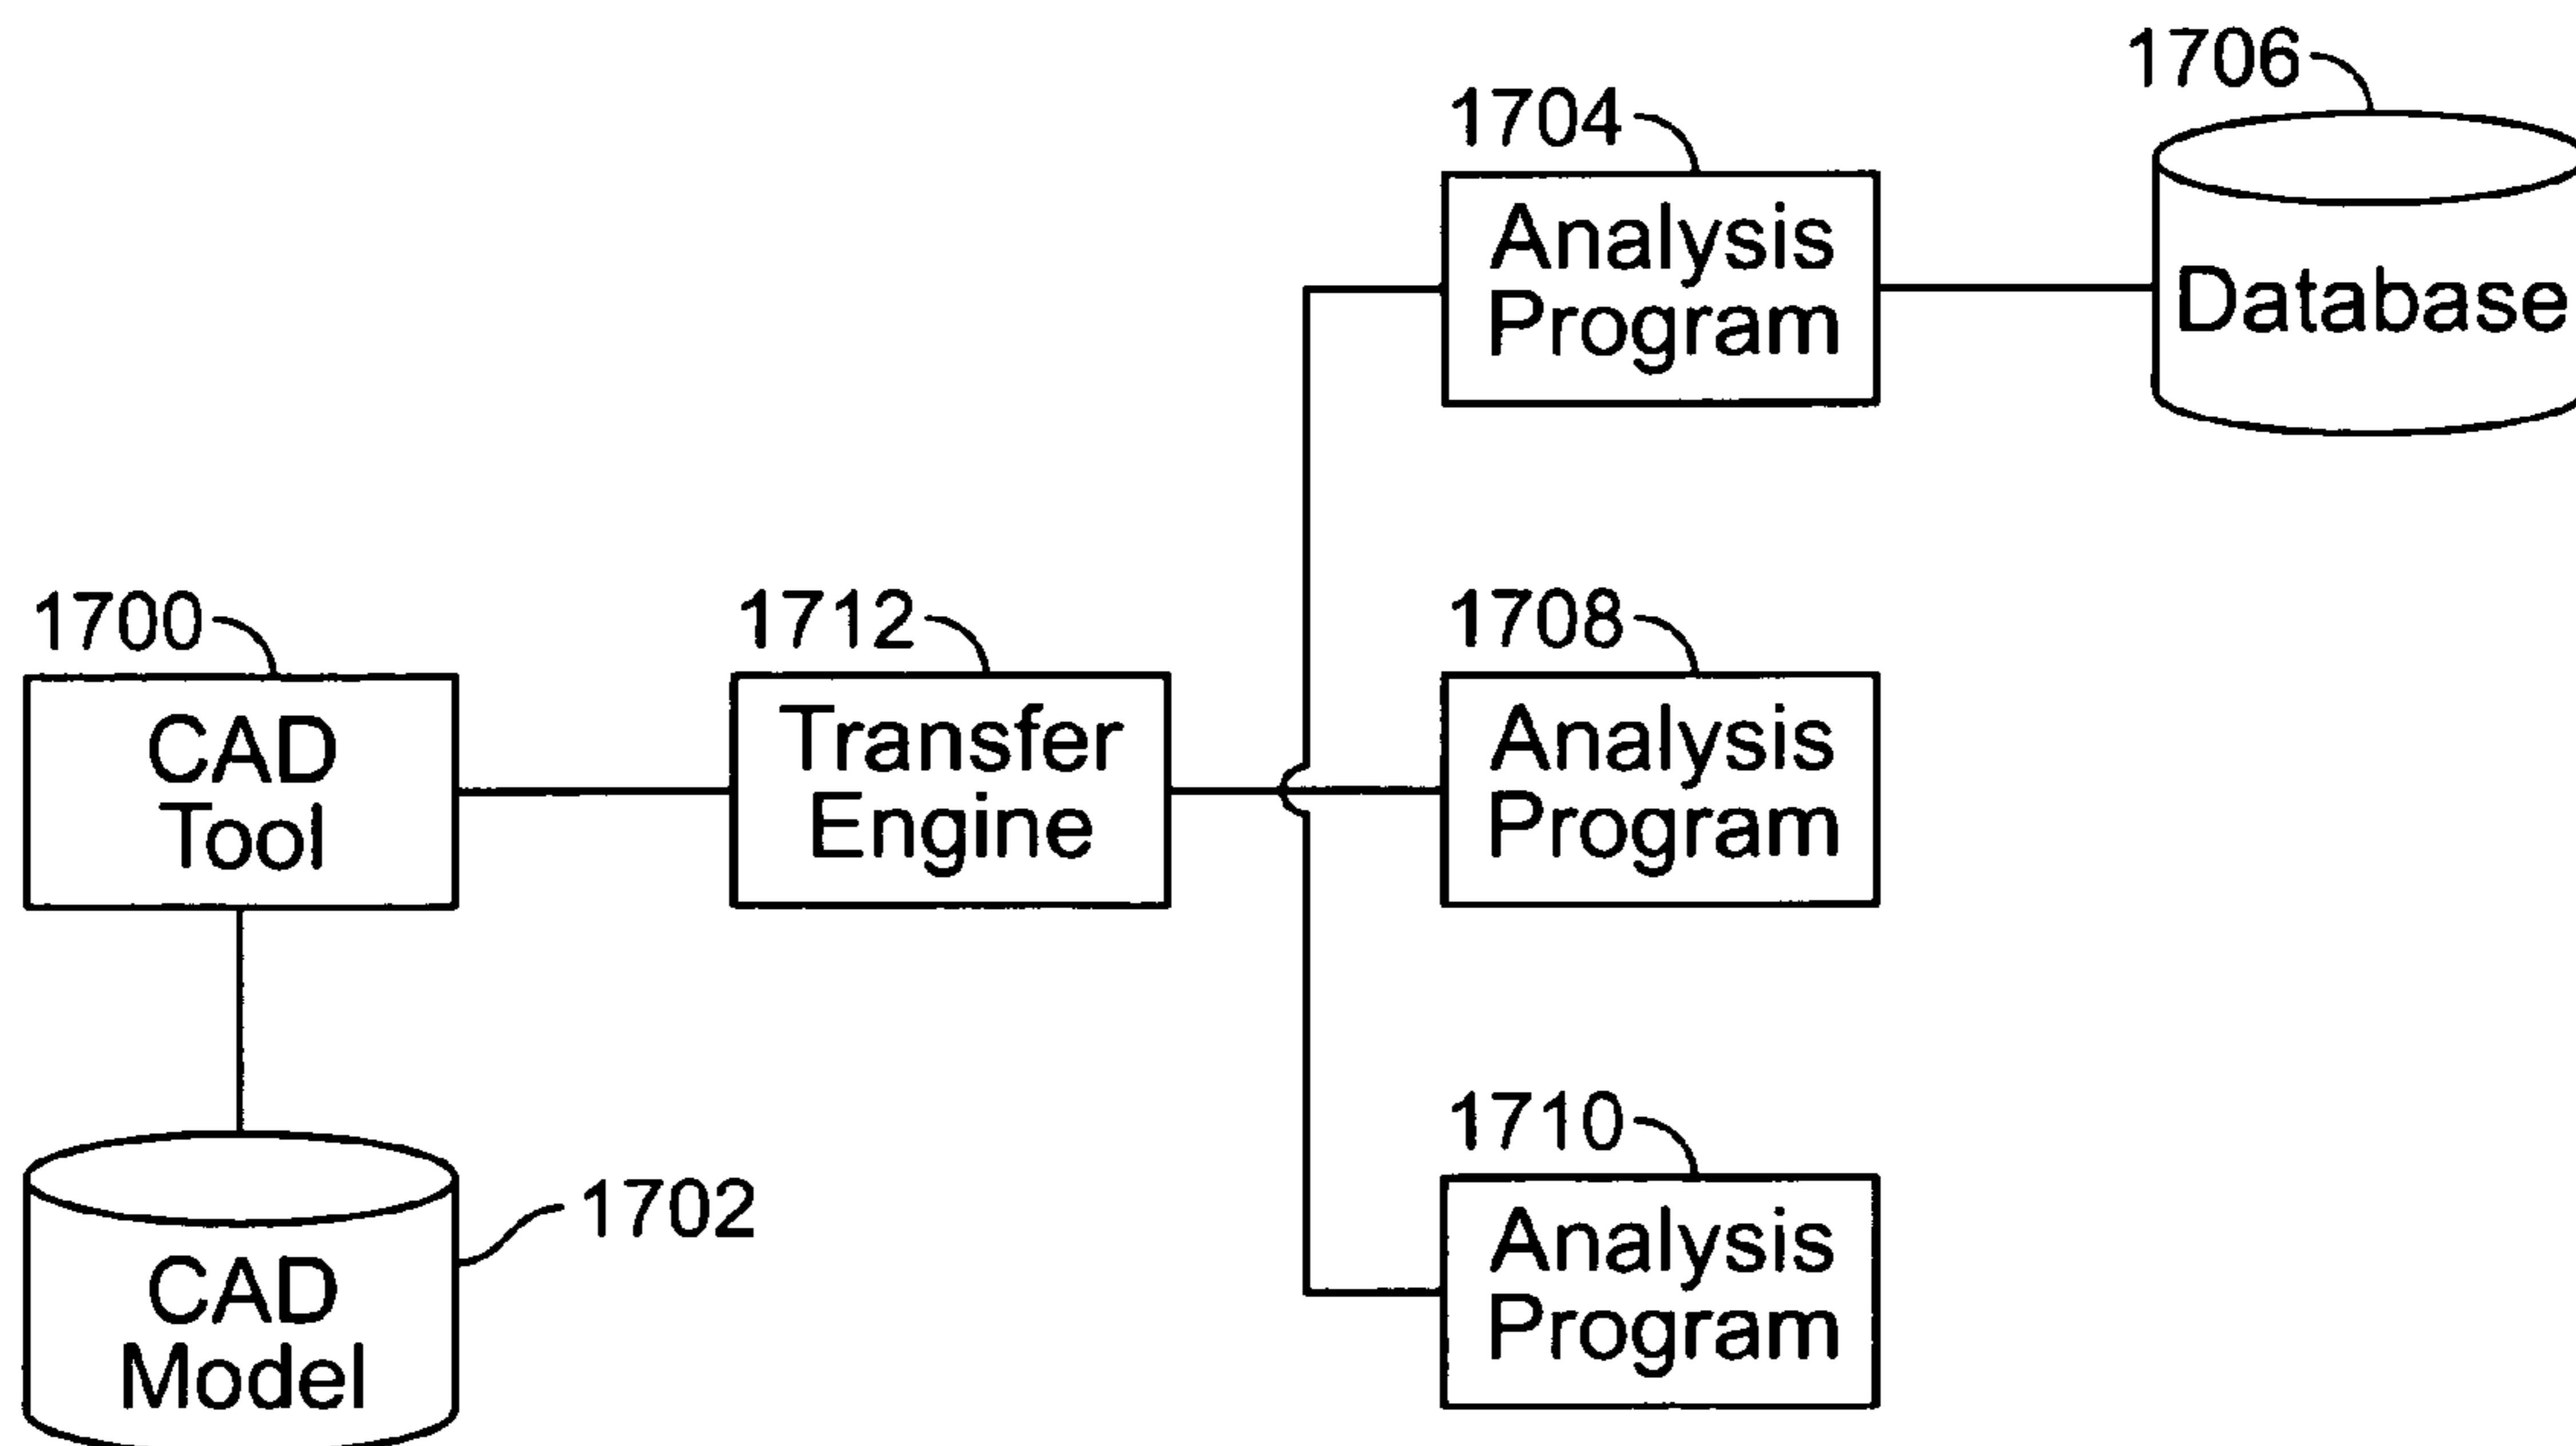 1706
1704
Analysis
Program
Database
1700
1712
1708
CAD
Tool
Transfer
Engine
Analysis
Program
1710
1702
CAD
Model
Analysis
Program